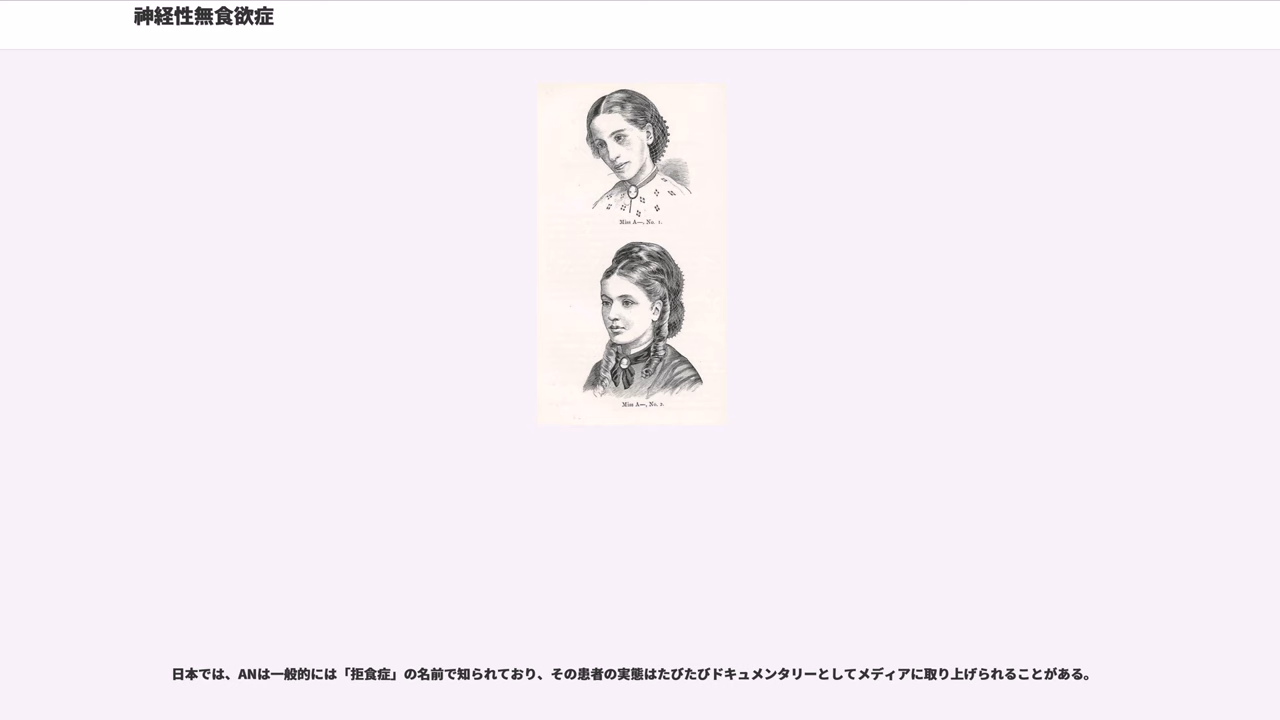 神経性無食欲症
Miss A—, No. 1.
Miss A—, No. 2.
日本では、ANは一般的には「拒食症」の名前で知られており、その患者の実態はたびたびドキュメンタリーとしてメディアに取り上げられることがある。